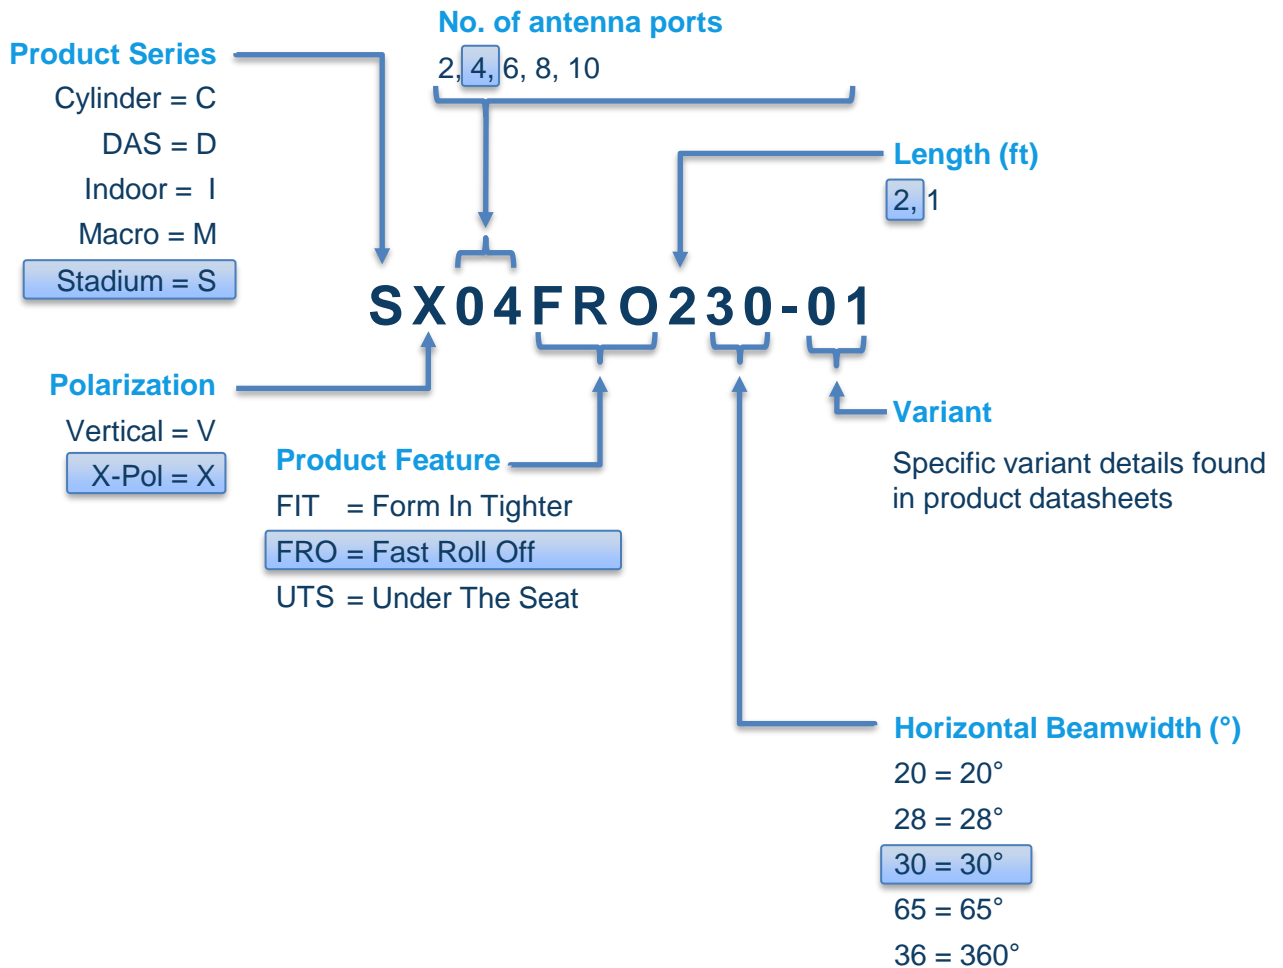 No. of antenna ports
2, 4, 6, 8, 10
Product Series
Cylinder = C
DAS = D
Indoor = I
Macro = M
Stadium = S
Length (ft)
2, 1
SX04FRO230-01
Polarization
Vertical = V
X-Pol = X
Product Feature
FIT = Form In Tighter
FRO = Fast Roll Off
UTS = Under The Seat
Variant
Specific variant details found
in product datasheets
Horizontal Beamwidth (°)
20 = 20°
28 = 28°
30 = 30°
65 = 65°
36 = 360°